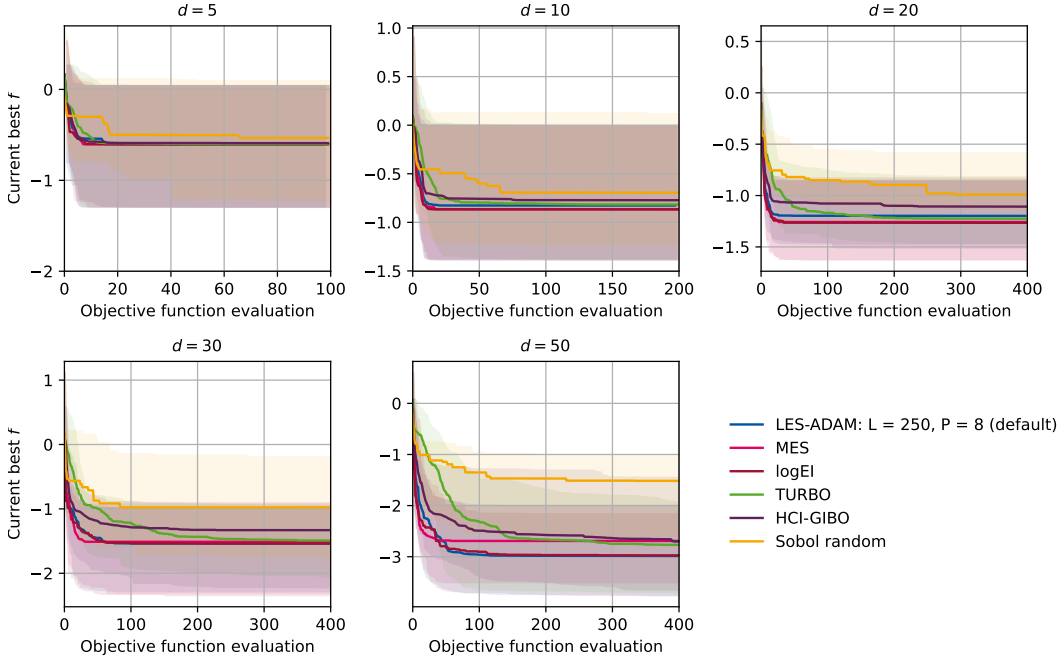 d = 5
d = 10
d = 20
Current best f
0
−1
−2
0 20 40 60 80 100
Objective function evaluation
1.0
0.5
0.0
−0.5
−1.0
−1.5
0 50 100 150 200
Objective function evaluation
0.5
0.0
−0.5
−1.0
−1.5
0 100 200 300 400
Objective function evaluation
d = 30
d = 50
Current best f
1
0
−1
−2
0 100 200 300 400
Objective function evaluation
0
−1
−2
−3
0 100 200 300 400
Objective function evaluation
LES-ADAM: L = 250, P = 8 (default)
MES
logEI
TURBO
HCI-GIBO
Sobol random